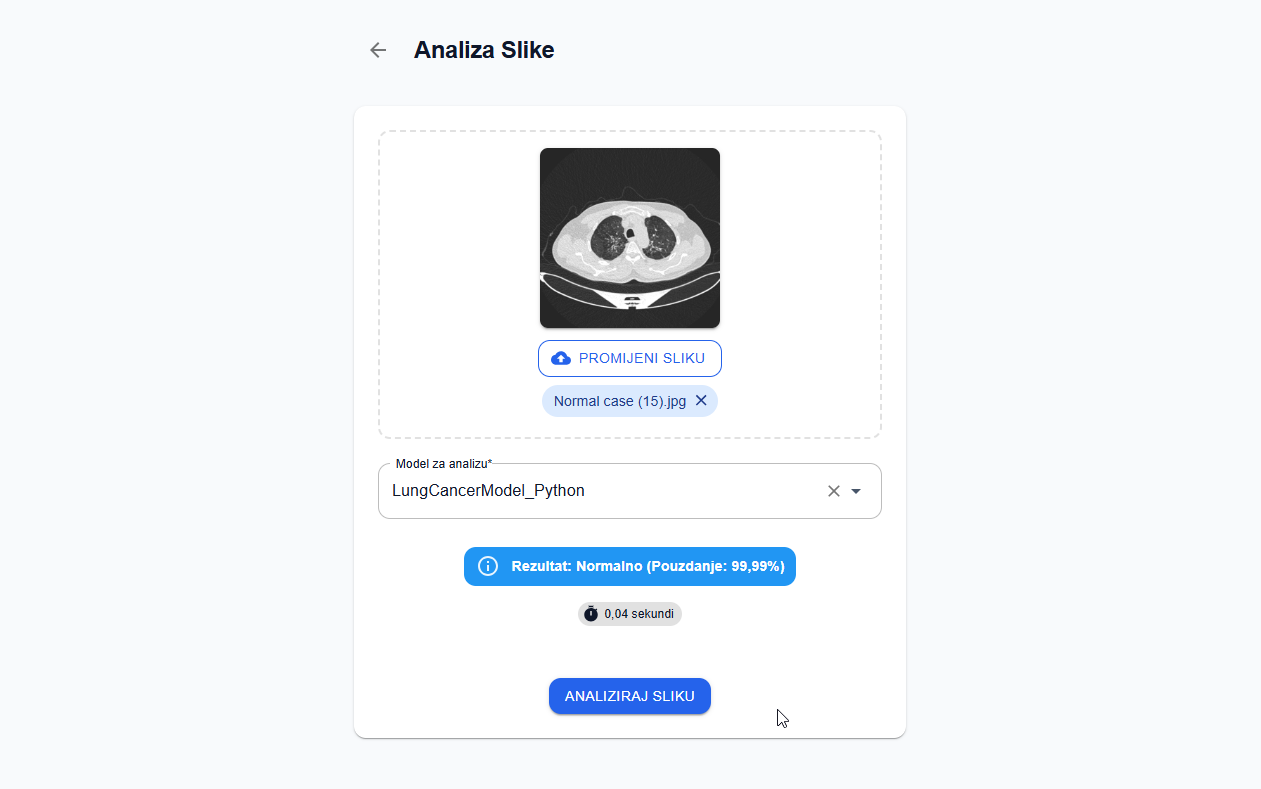 Analiza Slike
PROMIJENI SLIKU
Normal case (15).jpg
Model za analizu*
LungCancerModel_Python
Rezultat: Normalno (Pouzdanje: 99,99%)
0,04 sekundi
ANALIZIRAJ SLIKU